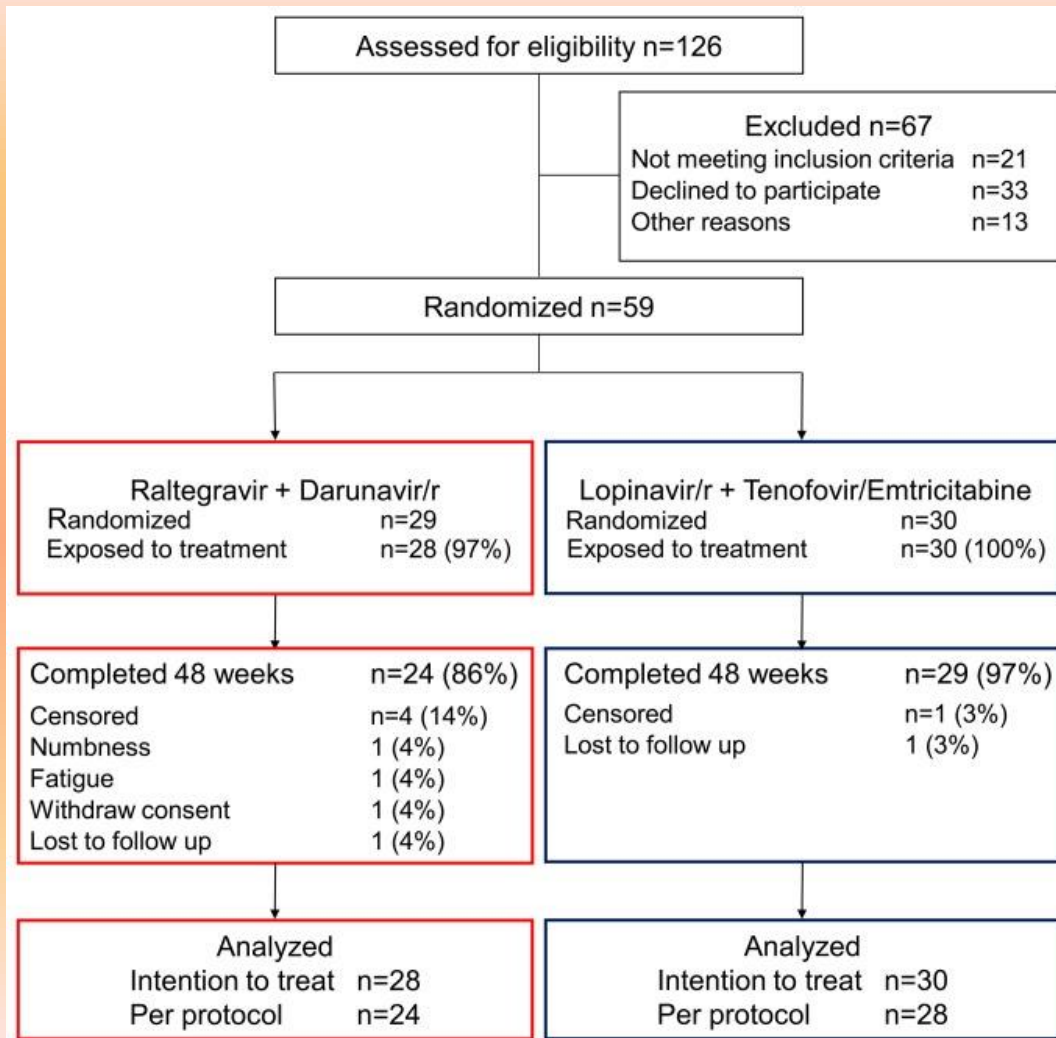 Assessed for eligibility n=126
Excluded n=67
Not meeting inclusion criteria n=21
Declined to participate n=33
Other reasons n=13
Randomized n=59
Raltegravir + Darunavir/r
Randomized n=29
Exposed to treatment n=28 (97%)
Lopinavir/r + Tenofovir/Emtricitabine
Randomized n=30
Exposed to treatment n=30 (100%)
Completed 48 weeks n=24 (86%)
Censored n=4 (14%)
Numbness 1 (4%)
Fatigue 1 (4%)
Withdraw consent 1 (4%)
Lost to follow up 1 (4%)
Completed 48 weeks n=29 (97%)
Censored n=1 (3%)
Lost to follow up 1 (3%)
Analyzed
Intention to treat n=28
Per protocol n=24
Analyzed
Intention to treat n=30
Per protocol n=28